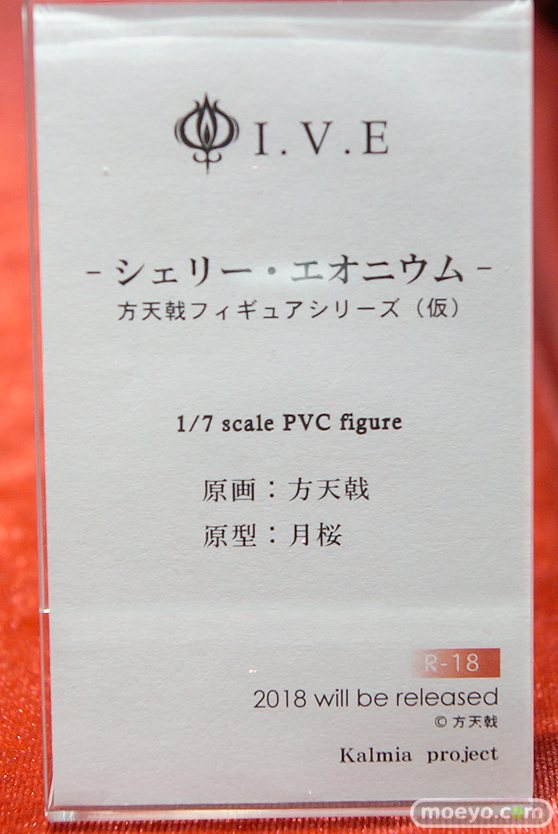 I.V.E
-シェリー・エオニウム-
方天戟フィギュアシリーズ（仮）
1/7 scale PVC figure
原画：方天戟
原型：月桜
R-18
2018 will be released
© 方天戟
Kalmia project
moeyo.com